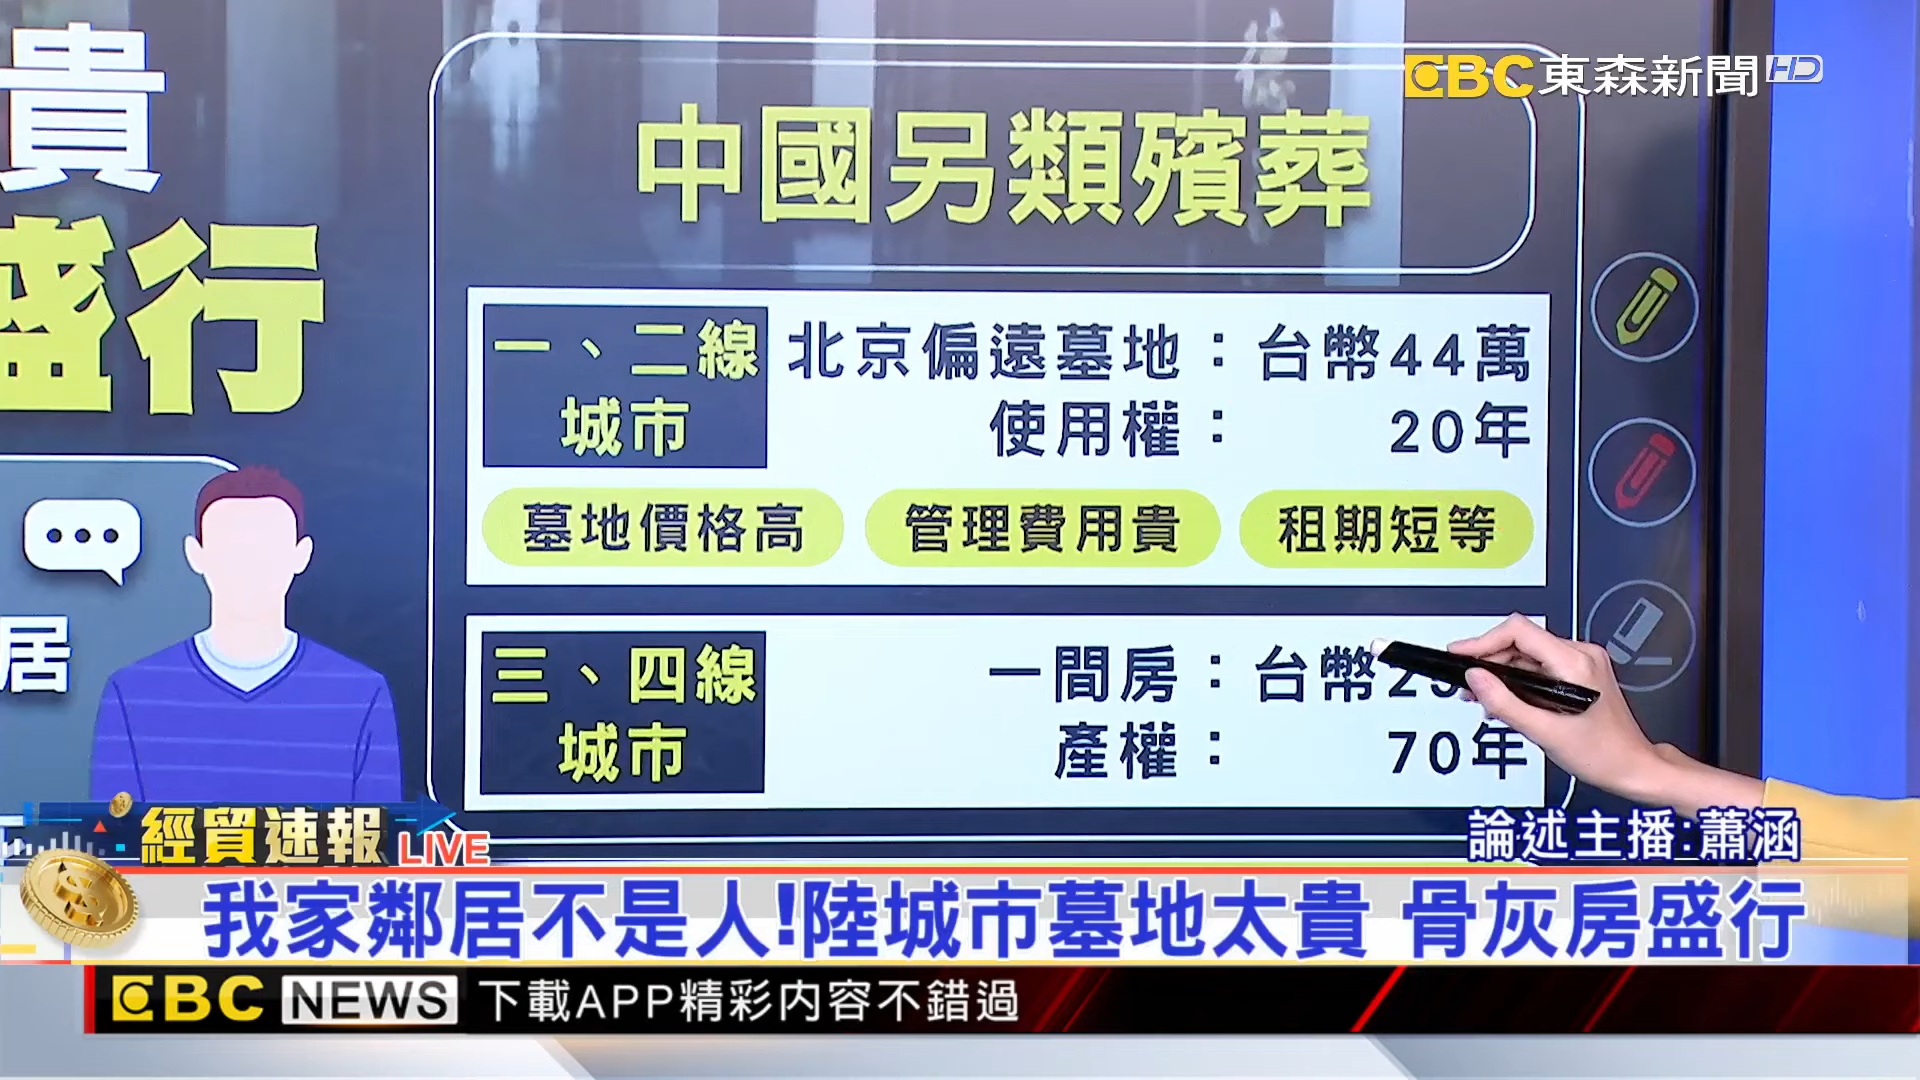 EBC東森新聞HD
貴
盛行
居
中國另類殯葬
一、二線城市
北京偏遠墓地：台幣44萬
使用權：20年
墓地價格高
管理費用貴
租期短等
三、四線城市
一間房：台幣
產權：70年
經貿速報 LIVE
論述主播:蕭涵
我家鄰居不是人!陸城市墓地太貴 骨灰房盛行
EBC NEWS 下載APP精彩內容不錯過